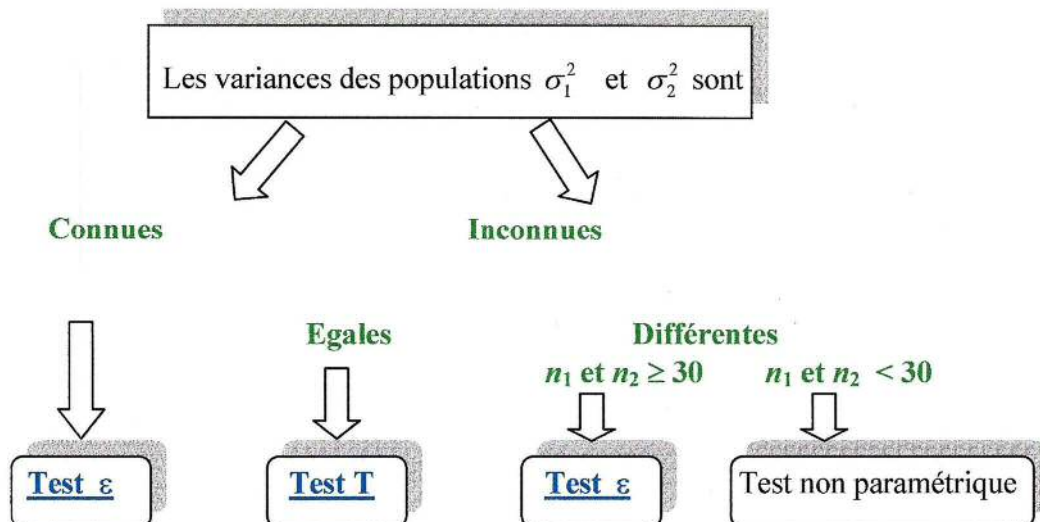 Les variances des populations σ₁² et σ₂² sont
Connues
Inconnues
Egales
Différentes
n₁ et n₂ ≥ 30
n₁ et n₂ < 30
Test ε
Test T
Test ε
Test non paramétrique